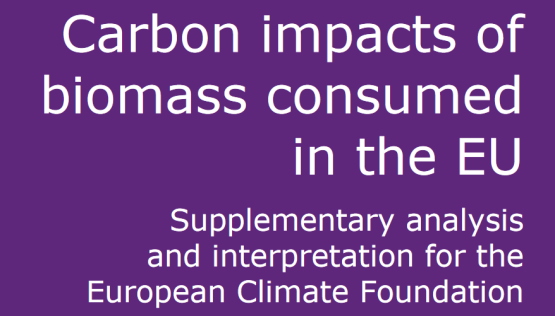 Carbon impacts of
biomass consumed
in the EU
Supplementary analysis
and interpretation for the
European Climate Foundation